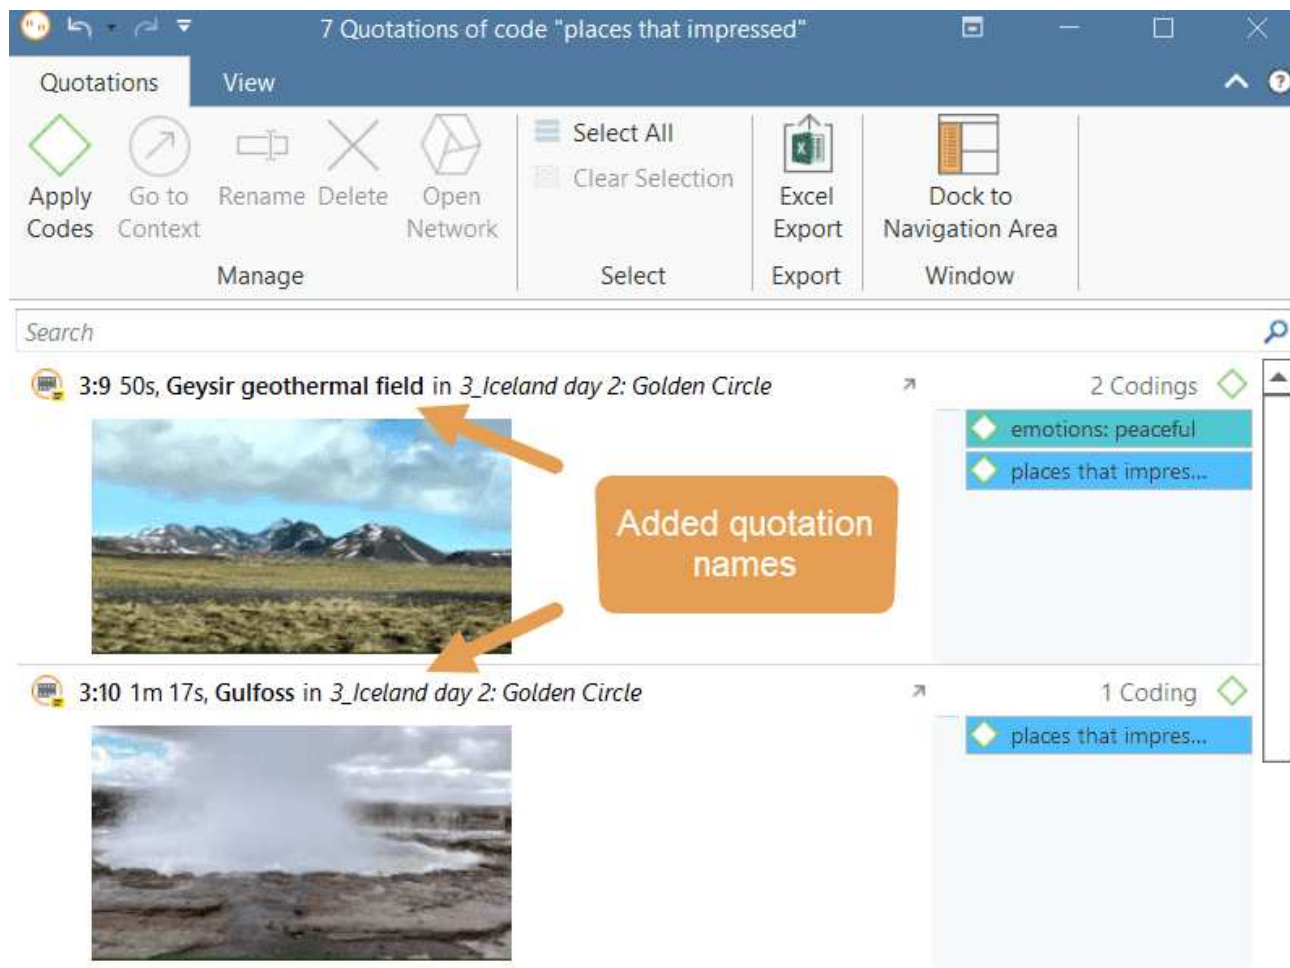 7 Quotations of code "places that impressed"
Quotations
View
Apply Codes
Go to Context
Rename
Delete
Open Network
Select All
Clear Selection
Excel Export
Dock to Navigation Area
Manage
Select
Export
Window
Search
3:9 50s, Geysir geothermal field in 3_Iceland day 2: Golden Circle
2 Codings
emotions: peaceful
places that impres...
Added quotation
names
3:10 1m 17s, Gulfoss in 3_Iceland day 2: Golden Circle
1 Coding
places that impres...